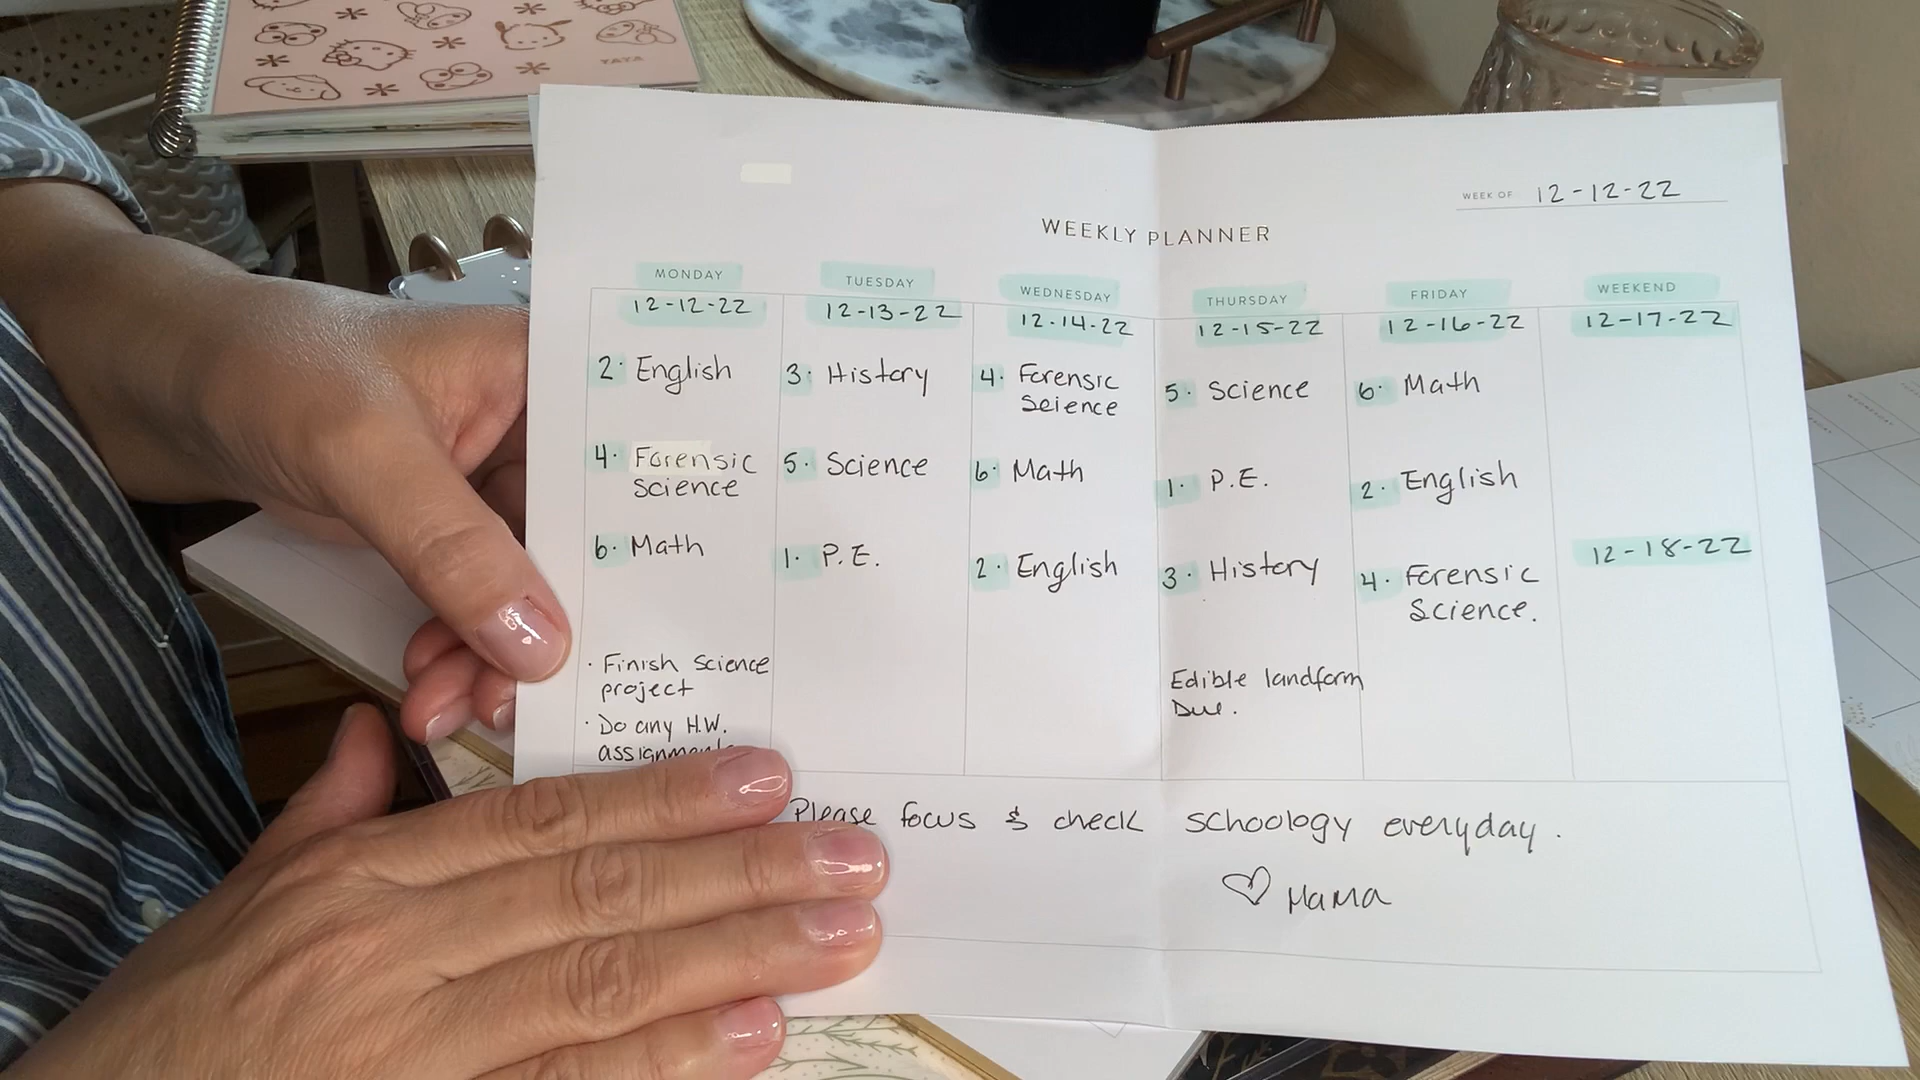 TATA
WEEK OF 12-12-22
WEEKLY PLANNER
MONDAY
12-12-22
2. English
4. Forensic
Science
6. Math
· Finish Science
project
· Do any H.W.
assignments
TUESDAY
12-13-22
3. History
5. Science
1. P.E.
WEDNESDAY
12.14.22
4. Forensic
Science
6. Math
2. English
THURSDAY
12-15-22
5. Science
1. P.E.
3. History
Edible landform
Due.
FRIDAY
12-16-22
6. Math
2. English
4. Forensic
Science.
WEEKEND
12-17-22
12-18-22
Please focus & check schoology everyday.
♡ Mama